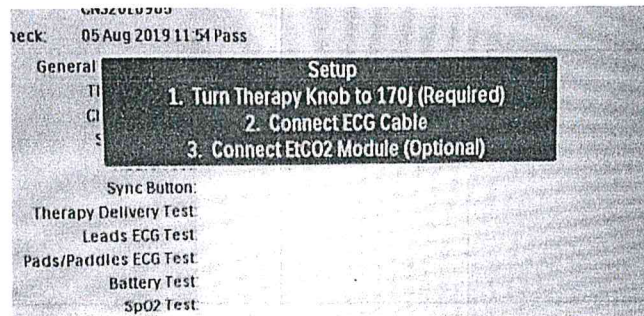 05 Aug 2019 11:54 Pass
General
Setup
1. Turn Therapy Knob to 170J (Required)
2. Connect ECG Cable
3. Connect EtCO2 Module (Optional)
Sync Button:
Therapy Delivery Test:
Leads ECG Test:
Pads/Paddles ECG Test:
Battery Test:
SpO2 Test: